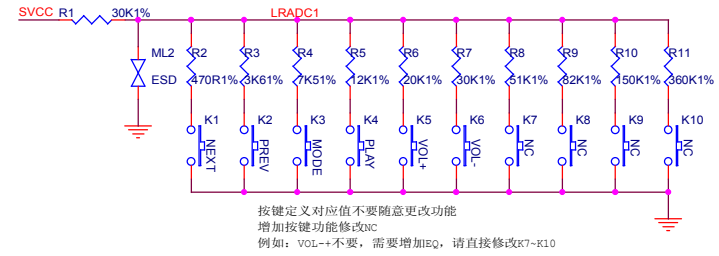 SVCC R1 30K1% LRADC1
ML2 R2 R3 R4 R5 R6 R7 R8 R9 R10 R11
ESD 470R1% 3K61% 7K51% 12K1% 20K1% 30K1% 51K1% 82K1% 150K1% 360K1%
K1 K2 K3 K4 K5 K6 K7 K8 K9 K10
NEXT PREV MODE PLAY VOL+ VOL- NC NC NC NC
按键定义对应值不要随意更改功能
增加按键功能修改NC
例如：VOL-+不要，需要增加EQ，请直接修改K7~K10